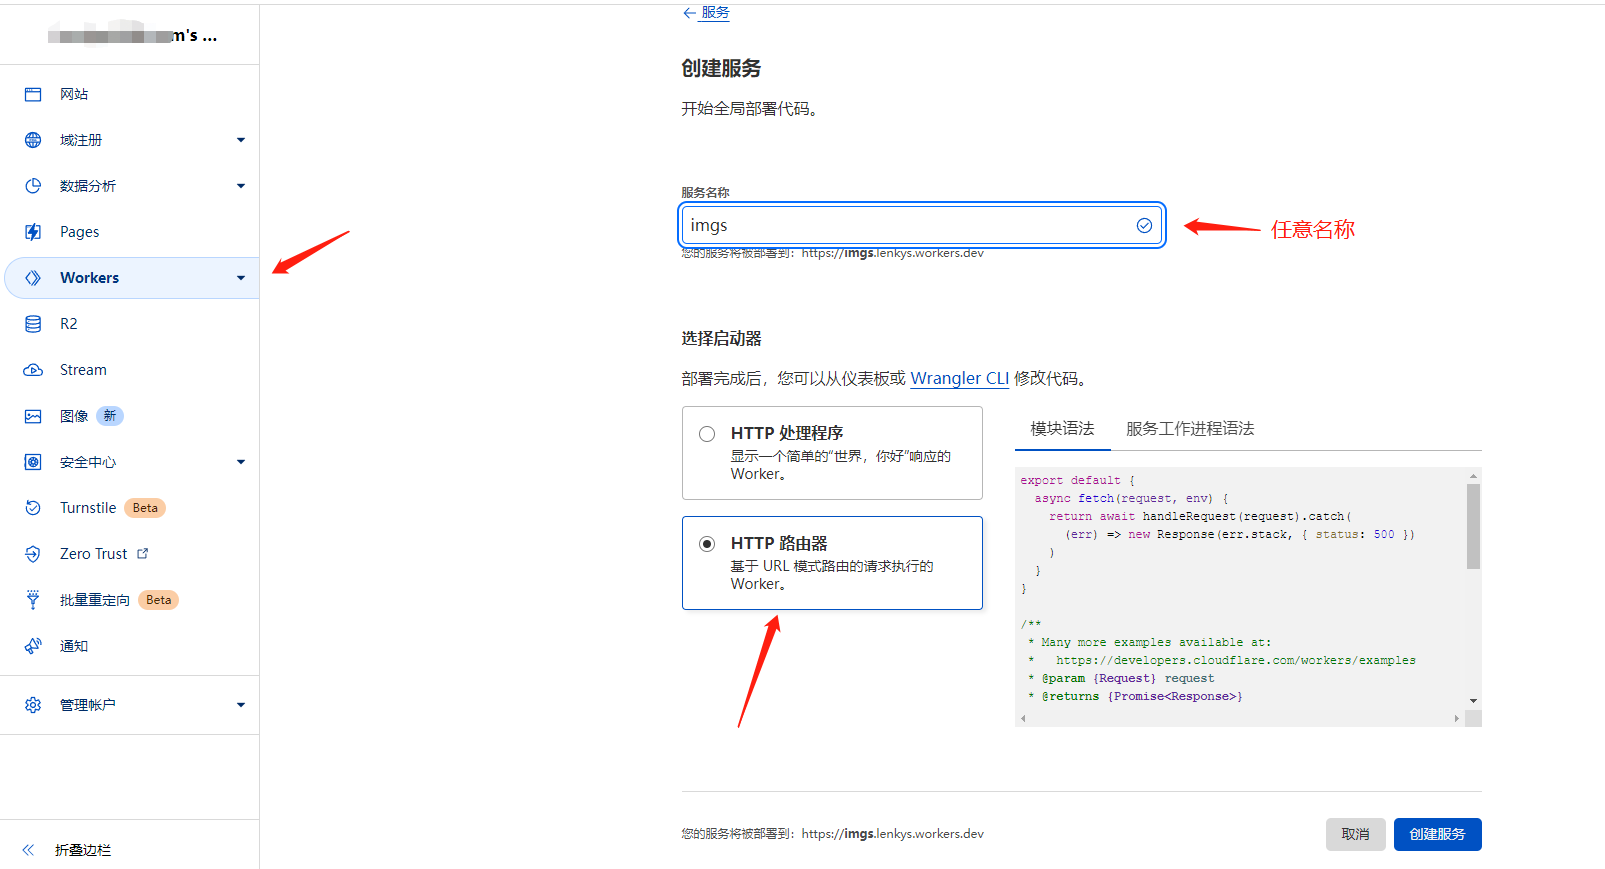 m's ...
网站
域注册
数据分析
Pages
Workers
R2
Stream
图像 新
安全中心
Turnstile Beta
Zero Trust
批量重定向 Beta
通知
管理帐户
折叠边栏
服务
创建服务
开始全局部署代码。
服务名称
imgs
任意名称
您的服务将被部署到：https://imgs.lenkys.workers.dev
选择启动器
部署完成后，您可以从仪表板或 Wrangler CLI 修改代码。
HTTP 处理程序
显示一个简单的“世界，你好”响应的
Worker。
HTTP 路由器
基于 URL 模式路由的请求执行的
Worker。
模块语法 服务工作进程语法
export default {
  async fetch(request, env) {
    return await handleRequest(request).catch(
      (err) => new Response(err.stack, { status: 500 })
    )
  }
}
/**
 * Many more examples available at:
 *   https://developers.cloudflare.com/workers/examples
 * @param {Request} request
 * @returns {Promise<Response>}
您的服务将被部署到：https://imgs.lenkys.workers.dev
取消 创建服务